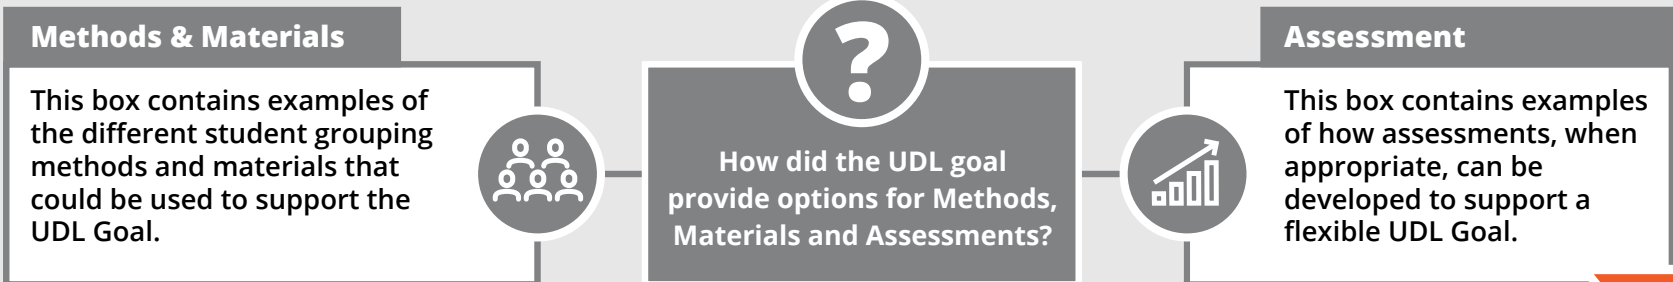 Methods & Materials
This box contains examples of
the different student grouping
methods and materials that
could be used to support the
UDL Goal.
?
How did the UDL goal
provide options for Methods,
Materials and Assessments?
Assessment
This box contains examples
of how assessments, when
appropriate, can be
developed to support a
flexible UDL Goal.